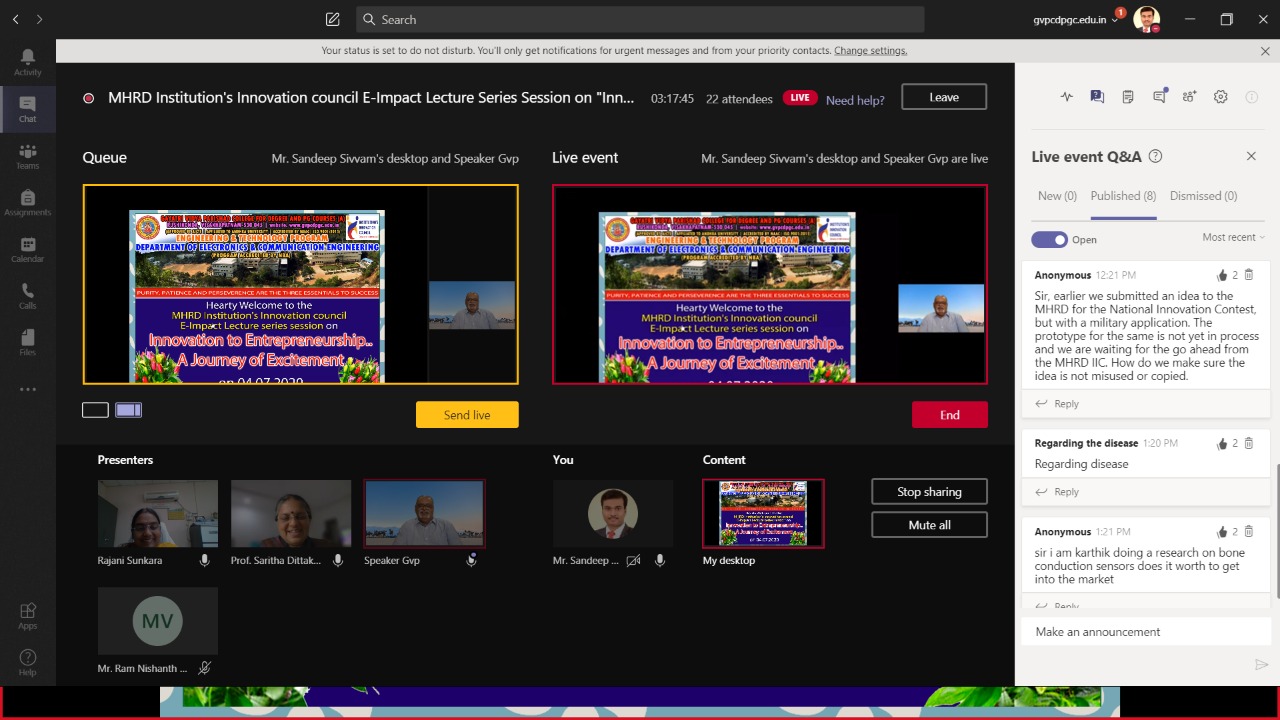 Search
gvpcdpgc.edu.in
1
Your status is set to do not disturb. You'll only get notifications for urgent messages and from your priority contacts. Change settings.
Activity
Chat
Teams
Assignments
Calendar
Calls
Files
Apps
Help
MHRD Institution's Innovation council E-Impact Lecture Series Session on "Inn...
03:17:45
22 attendees
LIVE
Need help?
Leave
Queue
Mr. Sandeep Sivvam's desktop and Speaker Gvp
GAYATRI VIDYA PARISHAD COLLEGE FOR DEGREE AND PG COURSES (A)
ENGINEERING & TECHNOLOGY PROGRAM
DEPARTMENT OF ELECTRONICS & COMMUNICATION ENGINEERING
(PROGRAM ACCREDITED BY NBA)
PURITY, PATIENCE AND PERSEVERANCE ARE THE THREE ESSENTIALS TO SUCCESS
Hearty Welcome to the
MHRD Institution's Innovation council
E-Impact Lecture series session on
Innovation to Entrepreneurship..
A Journey of Excitement
on 04.07.2020
Send live
Live event
Mr. Sandeep Sivvam's desktop and Speaker Gvp are live
GAYATRI VIDYA PARISHAD COLLEGE FOR DEGREE AND PG COURSES (A)
ENGINEERING & TECHNOLOGY PROGRAM
DEPARTMENT OF ELECTRONICS & COMMUNICATION ENGINEERING
(PROGRAM ACCREDITED BY NBA)
PURITY, PATIENCE AND PERSEVERANCE ARE THE THREE ESSENTIALS TO SUCCESS
Hearty Welcome to the
MHRD Institution's Innovation council
E-Impact Lecture series session on
Innovation to Entrepreneurship..
A Journey of Excitement
End
Presenters
Rajani Sunkara
Prof. Saritha Dittak...
Speaker Gvp
MV
Mr. Ram Nishanth ...
You
Mr. Sandeep ...
Content
My desktop
Stop sharing
Mute all
Live event Q&A
New (0)
Published (8)
Dismissed (0)
Open
Most recent
Anonymous 12:21 PM
2
Sir, earlier we submitted an idea to the
MHRD for the National Innovation Contest,
but with a military application. The
prototype for the same is not yet in process
and we are waiting for the go ahead from
the MHRD IIC. How do we make sure the
idea is not misused or copied.
Reply
Regarding the disease 1:20 PM
2
Regarding disease
Reply
Anonymous 1:21 PM
2
sir i am karthik doing a research on bone
conduction sensors does it worth to get
into the market
Reply
Make an announcement